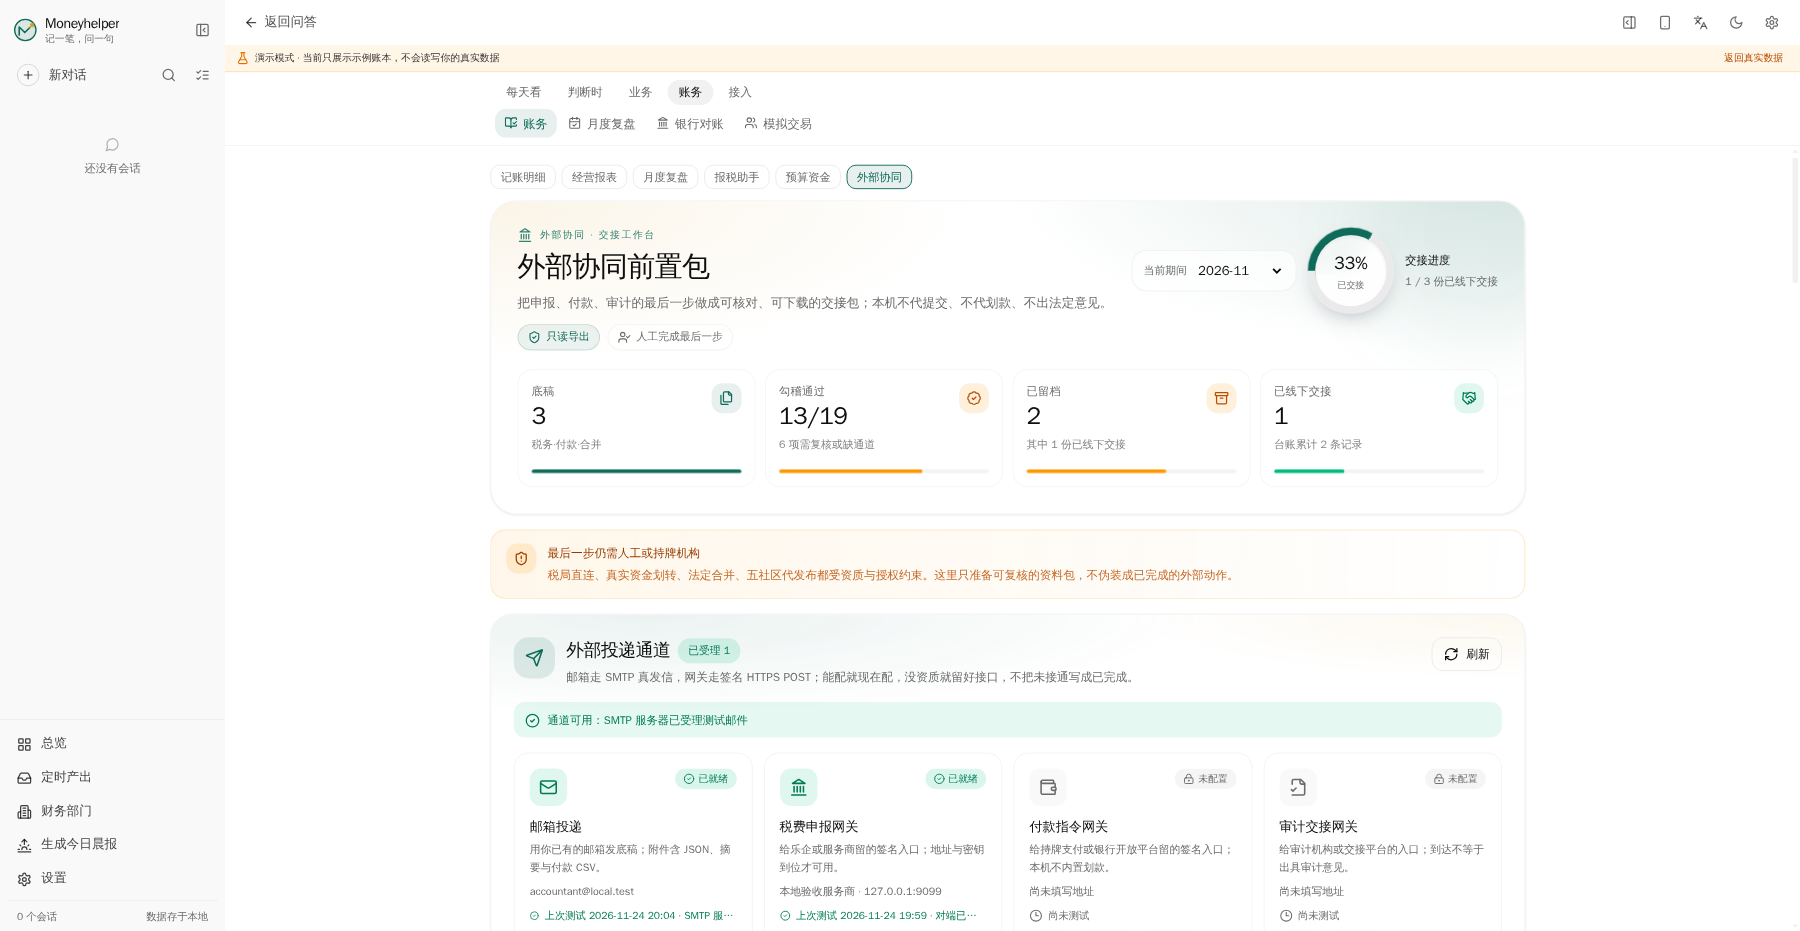 Moneyhelper
记一笔，问一句
新对话
还没有会话
总览
定时产出
财务部门
生成今日晨报
设置
0 个会话
数据存于本地
返回问答
演示模式 · 当前只展示示例账本，不会读写你的真实数据
返回真实数据
每天看 判断时 业务 账务 接入
账务 月度复盘 银行对账 模拟交易
记账明细 经营报表 月度复盘 报税助手 预算资金 外部协同
外部协同 · 交接工作台
外部协同前置包
把申报、付款、审计的最后一步做成可核对、可下载的交接包；本机不代提交、不代划款、不出法定意见。
只读导出 人工完成最后一步
当前期间 2026-11
33%
已交接
交接进度
1 / 3 份已线下交接
底稿
3
税务·付款·合并
勾稽通过
13/19
6 项需复核或缺通道
已留档
2
其中 1 份已线下交接
已线下交接
1
台账累计 2 条记录
最后一步仍需人工或持牌机构
税局直连、真实资金划转、法定合并、五社区代发布都受资质与授权约束。这里只准备可复核的资料包，不伪装成已完成的外部动作。
外部投递通道 已受理 1
邮箱走 SMTP 真发信，网关走签名 HTTPS POST；能配就现在配，没资质就留好接口，不把未接通写成已完成。
刷新
通道可用：SMTP 服务器已受理测试邮件
已就绪
邮箱投递
用你已有的邮箱发底稿；附件含 JSON、摘
要与付款 CSV。
accountant@local.test
上次测试 2026-11-24 20:04 · SMTP 服…
已就绪
税费申报网关
给乐企或服务商留的签名入口；地址与密钥
到位才可用。
本地验收服务商 · 127.0.0.1:9099
上次测试 2026-11-24 19:59 · 对端已…
未配置
付款指令网关
给持牌支付或银行开放平台留的签名入口；
本机不内置划款。
尚未填写地址
尚未测试
未配置
审计交接网关
给审计机构或交接平台的入口；到达不等于
出具审计意见。
尚未填写地址
尚未测试